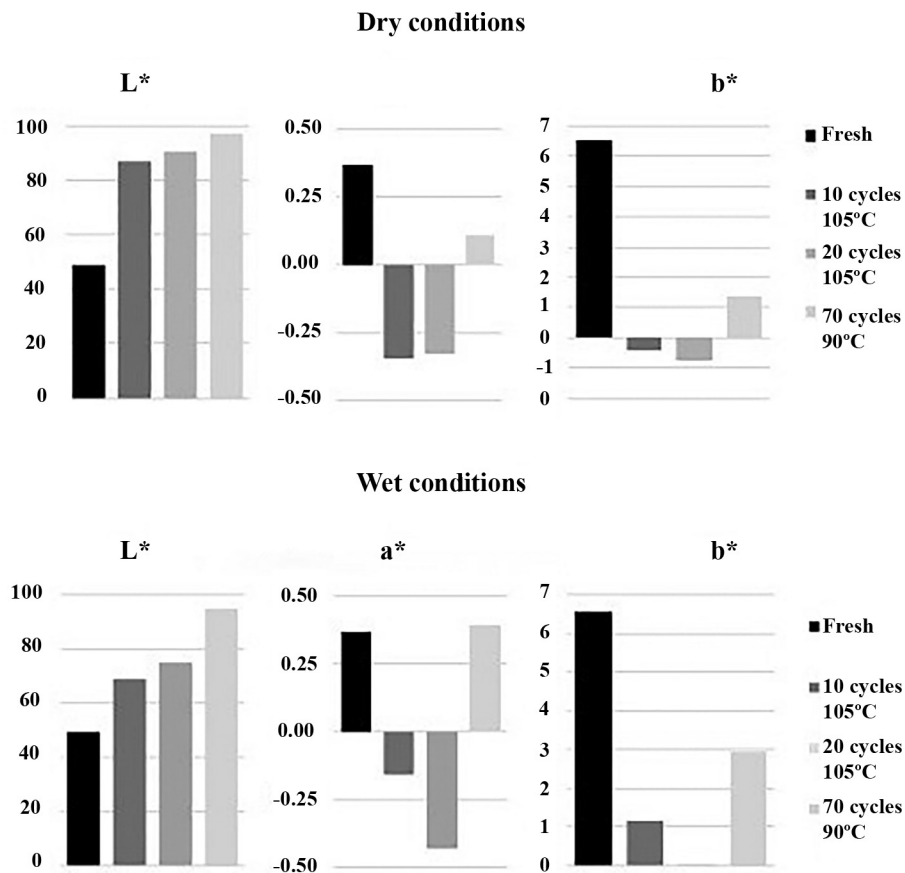 Dry conditions
L*
b*
100
80
60
40
20
0
0.50
0.25
0.00
-0.25
-0.50
7
6
5
4
3
2
1
0
-1
0
Fresh
10 cycles
105ºC
20 cycles
105ºC
70 cycles
90ºC
Wet conditions
L*
a*
b*
100
80
60
40
20
0
0.50
0.25
0.00
-0.25
-0.50
7
6
5
4
3
2
1
0
Fresh
10 cycles
105ºC
20 cycles
105ºC
70 cycles
90ºC